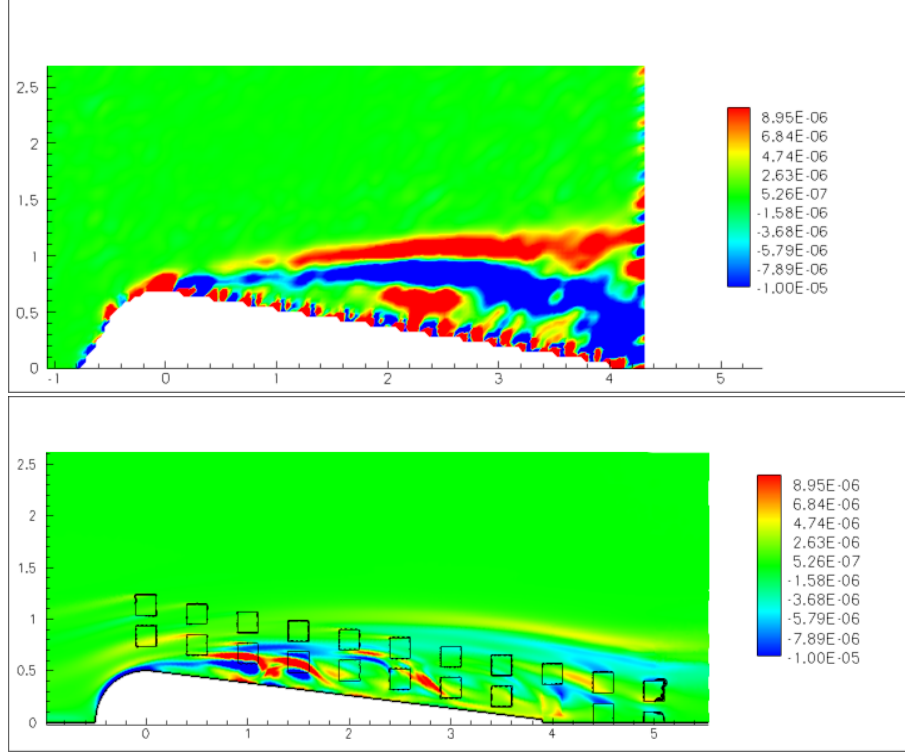 2.5
2
1.5
1
0.5
0
-1 0 1 2 3 4 5
8.95E-06
6.84E-06
4.74E-06
2.63E-06
5.26E-07
-1.58E-06
-3.68E-06
-5.79E-06
-7.89E-06
-1.00E-05
2.5
2
1.5
1
0.5
0
0 1 2 3 4 5
8.95E-06
6.84E-06
4.74E-06
2.63E-06
5.26E-07
-1.58E-06
-3.68E-06
-5.79E-06
-7.89E-06
-1.00E-05